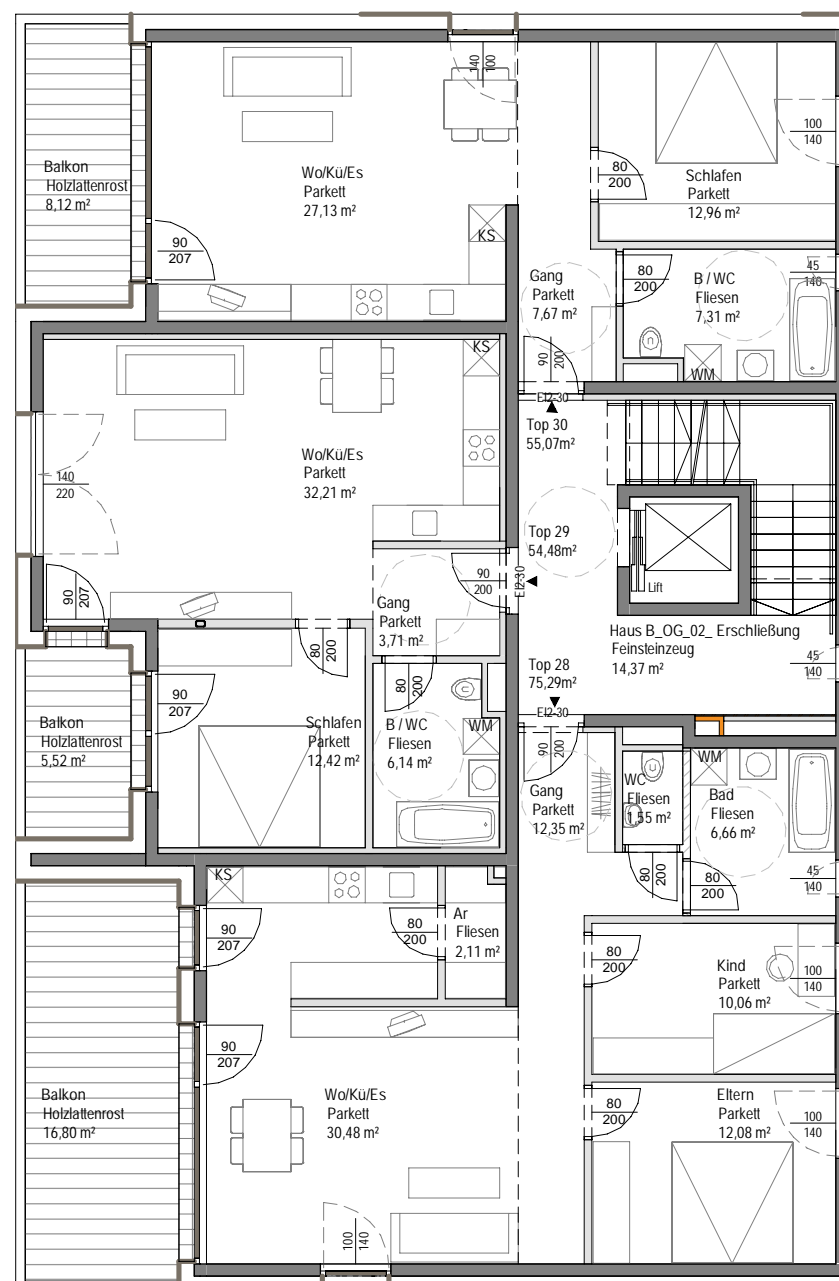 140
100
Balkon
Holzlattenrost
8,12 m²
Wo/Kü/Es
Parkett
27,13 m²
80
200
Schlafen
Parkett
12,96 m²
100
140
KS
90
207
Gang
Parkett
7,67 m²
80
200
B / WC
Fliesen
7,31 m²
45
140
90
200
WM
EI2-30
KS
Top 30
55,07m²
Wo/Kü/Es
Parkett
32,21 m²
140
220
Top 29
54,48m²
90
200
EI2-30
Lift
90
207
Gang
Parkett
3,71 m²
Haus B_OG_02_ Erschließung
Feinsteinzeug
14,37 m²
45
140
80
200
80
200
Top 28
75,29m²
EI2-30
90
207
Balkon
Holzlattenrost
5,52 m²
Schlafen
Parkett
12,42 m²
B / WC
Fliesen
6,14 m²
WM
90
200
Gang
Parkett
12,35 m²
WC
Fliesen
1,55 m²
WM
Bad
Fliesen
6,66 m²
80
200
80
200
45
140
KS
90
207
80
200
Ar
Fliesen
2,11 m²
80
200
Kind
Parkett
10,06 m²
100
140
90
207
Balkon
Holzlattenrost
16,80 m²
Wo/Kü/Es
Parkett
30,48 m²
80
200
Eltern
Parkett
12,08 m²
100
140
100
140